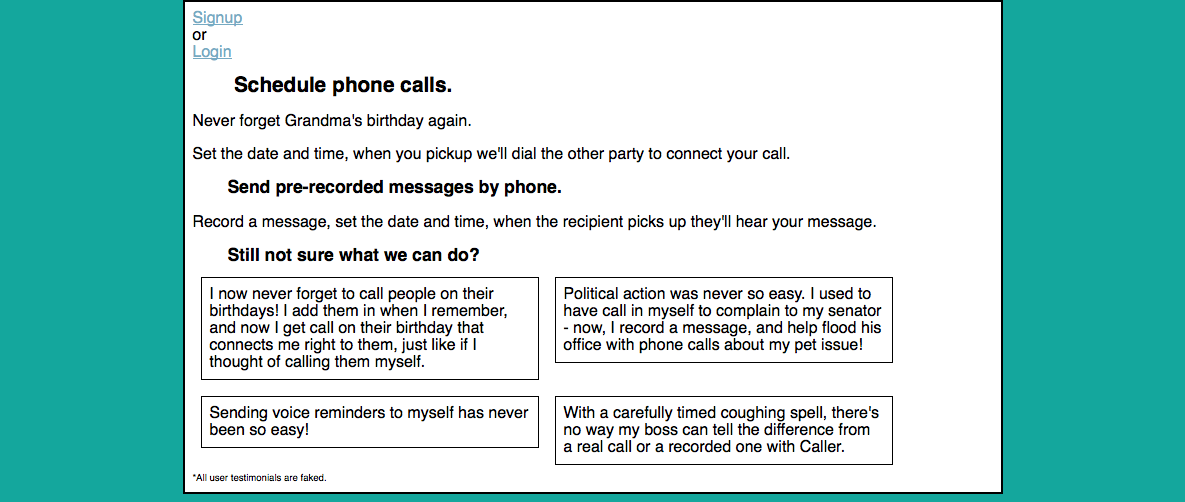 Signup
or
Login
Schedule phone calls.
Never forget Grandma's birthday again.
Set the date and time, when you pickup we'll dial the other party to connect your call.
Send pre-recorded messages by phone.
Record a message, set the date and time, when the recipient picks up they'll hear your message.
Still not sure what we can do?
I now never forget to call people on their
birthdays! I add them in when I remember,
and now I get call on their birthday that
connects me right to them, just like if I
thought of calling them myself.
Political action was never so easy. I used to
have call in myself to complain to my senator
- now, I record a message, and help flood his
office with phone calls about my pet issue!
Sending voice reminders to myself has never
been so easy!
With a carefully timed coughing spell, there's
no way my boss can tell the difference from
a real call or a recorded one with Caller.
*All user testimonials are faked.